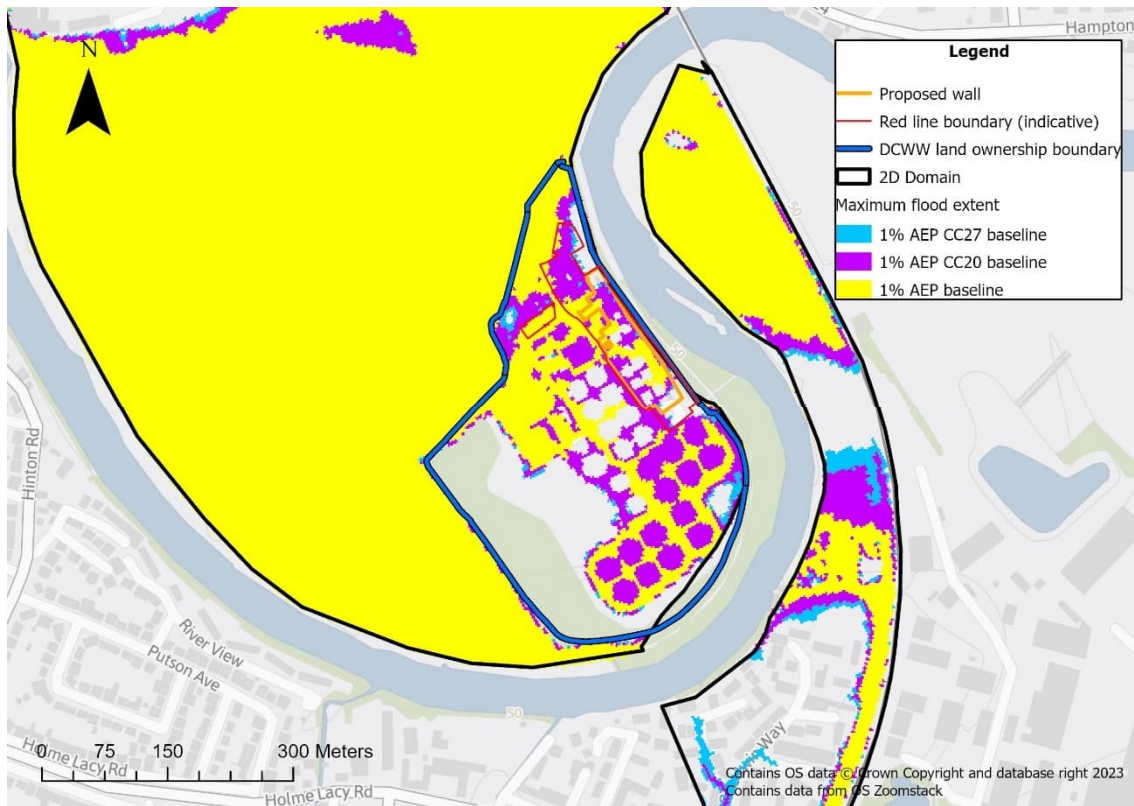 N
Hampton
Legend
Proposed wall
Red line boundary (indicative)
DCWW land ownership boundary
2D Domain
Maximum flood extent
1% AEP CC27 baseline
1% AEP CC20 baseline
1% AEP baseline
50
50
Hinton Rd
River View
Putson Ave
50
Holme Lacy Rd
Holme Lacy Rd
Way
0 75 150 300 Meters
Contains OS data © Crown Copyright and database right 2023
Contains data from OS Zoomstack